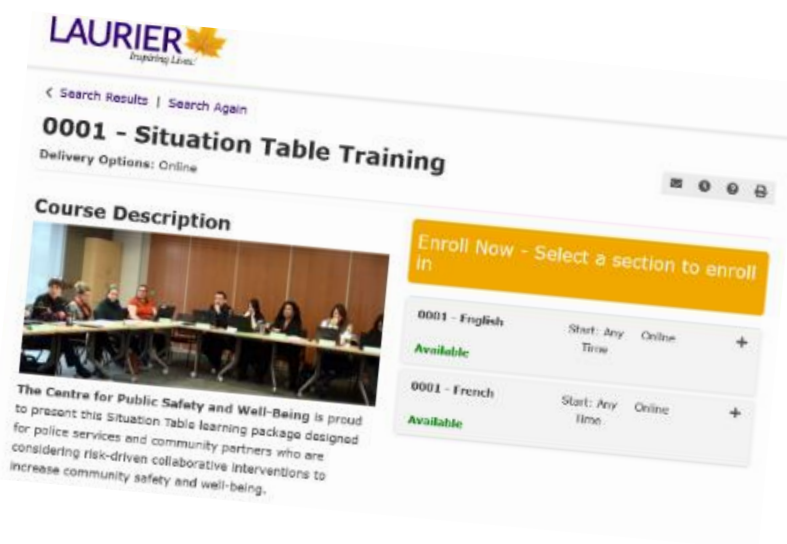 LAURIER
Inspiring Lives.
< Search Results | Search Again
0001 - Situation Table Training
Delivery Options: Online
Course Description
The Centre for Public Safety and Well-Being is proud
to present this Situation Table learning package designed
for police services and community partners who are
considering risk-driven collaborative interventions to
increase community safety and well-being.
Enroll Now - Select a section to enroll
in
0001 - English Start: Any Time Online +
Available
0001 - French Start: Any Time Online +
Available